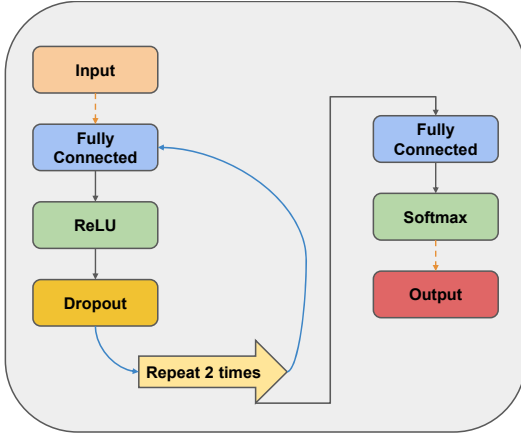 Input
Fully
Connected
ReLU
Dropout
Repeat 2 times
Fully
Connected
Softmax
Output